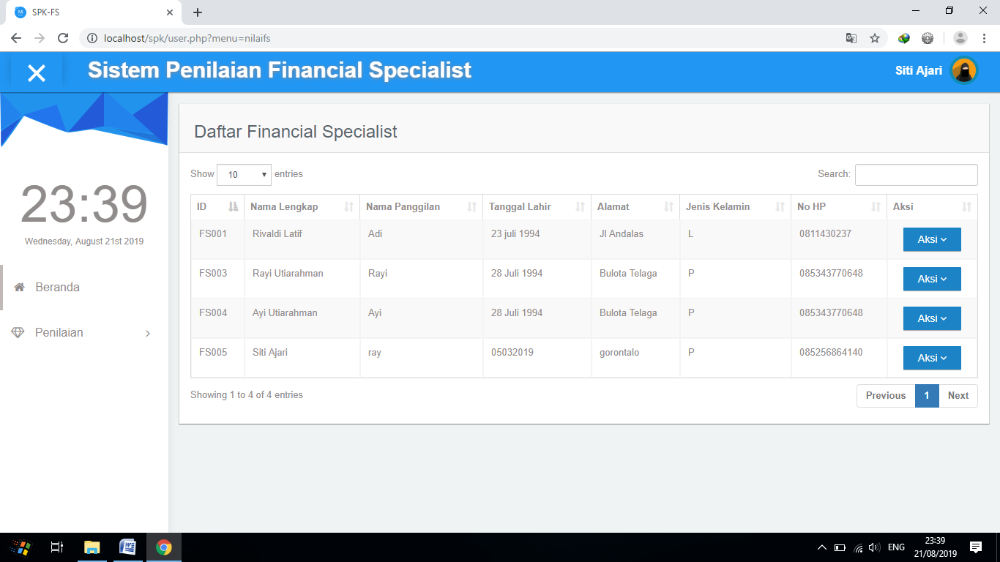 SPK-FS
localhost/spk/user.php?menu=nilaifs
Sistem Penilaian Financial Specialist
Siti Ajari
23:39
Wednesday, August 21st 2019
Beranda
Penilaian
Daftar Financial Specialist
Show 10 entries Search:
ID Nama Lengkap Nama Panggilan Tanggal Lahir Alamat Jenis Kelamin No HP Aksi
FS001 Rivaldi Latif Adi 23 juli 1994 Jl Andalas L 0811430237 Aksi
FS003 Rayi Utiarahman Rayi 28 Juli 1994 Bulota Telaga P 085343770648 Aksi
FS004 Ayi Utiarahman Ayi 28 Juli 1994 Bulota Telaga P 085343770648 Aksi
FS005 Siti Ajari ray 05032019 gorontalo P 085256864140 Aksi
Showing 1 to 4 of 4 entries Previous 1 Next
ENG
23:39
21/08/2019